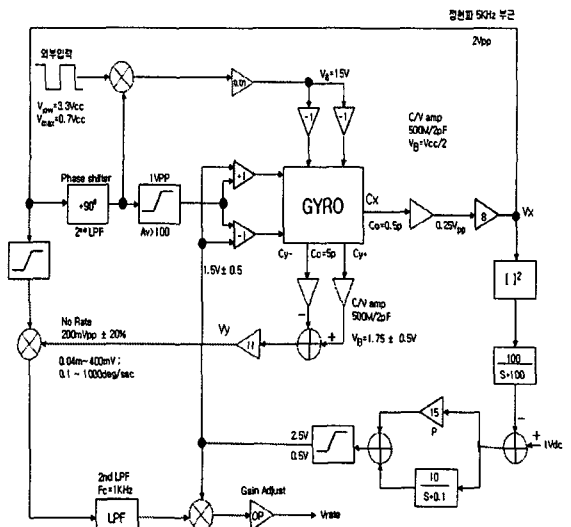 정현파 5KHz 부근
2Vpp
외부입력
Vlow=3.3Vcc
Vmax=0.7Vcc
0.01
VB=15V
-1
-1
C/V amp
500M/2pF
VB=Vcc/2
Phase shifter
+90°
2nd LPF
1VPP
Av>100
+1
-1
GYRO
Cx
Co=0.5p
0.25Vpp
8
Vx
1.5V± 0.5
Cy-
Co=5p
Cy+
[ ]²
C/V amp
500M/2pF
VB=1.75 ± 0.5V
No Rate
200mVpp ± 20%
Vy
11
−
+
0.04m~400mV ;
0.1 ~ 1000deg/sec
100
S+100
−
+
1Vdc
15
P
2.5V
0.5V
10
S+0.1
2nd LPF
Fc=1KHz
LPF
Gain Adjust
OP
Vrate